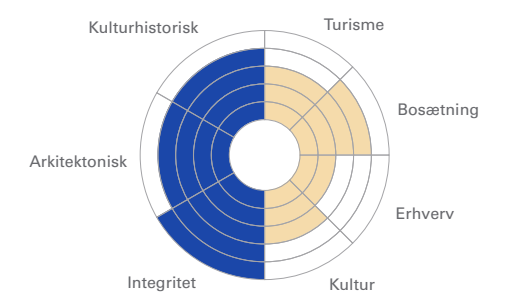 Turisme
Kulturhistorisk
Bosætning
Arkitektonisk
Erhverv
Integritet
Kultur